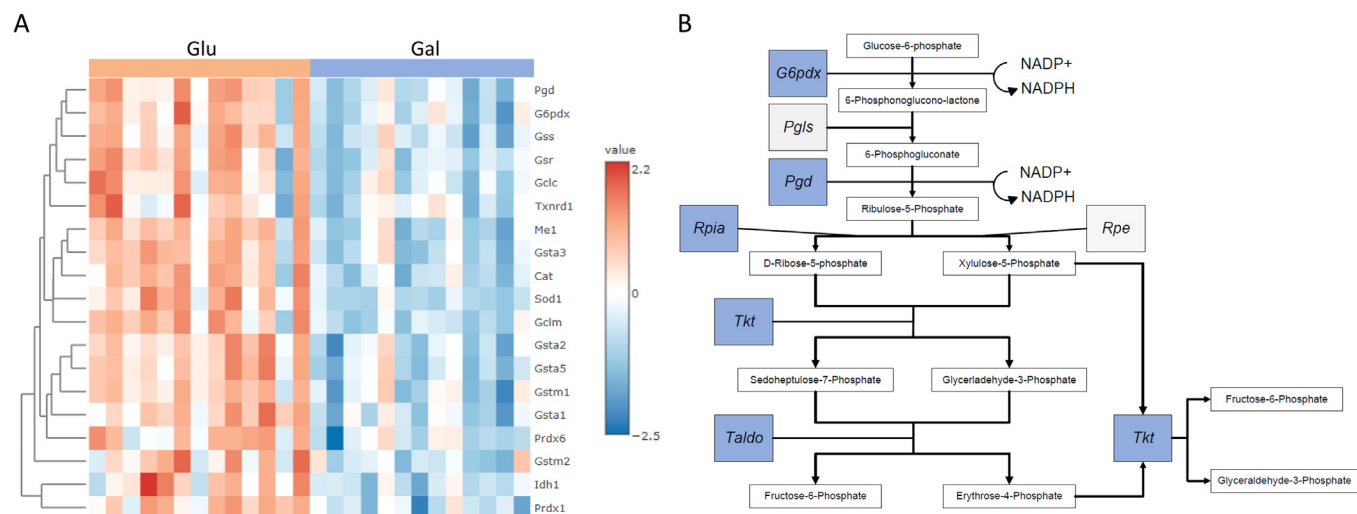 A
Glu
Gal
Pgd
G6pdx
Gss
Gsr
Gclc
Txnrd1
Me1
Gsta3
Cat
Sod1
Gclm
Gsta2
Gsta5
Gstm1
Gsta1
Prdx6
Gstm2
Idh1
Prdx1
value
2.2
0
−2.5
B
Glucose-6-phosphate
G6pdx
NADP+
NADPH
6-Phosphonoglucono-lactone
Pgls
6-Phosphogluconate
Pgd
NADP+
NADPH
Ribulose-5-Phosphate
Rpia
Rpe
D-Ribose-5-phosphate
Xylulose-5-Phosphate
Tkt
Sedoheptulose-7-Phosphate
Glycerladehyde-3-Phosphate
Taldo
Tkt
Fructose-6-Phosphate
Glyceraldehyde-3-Phosphate
Fructose-6-Phosphate
Erythrose-4-Phosphate